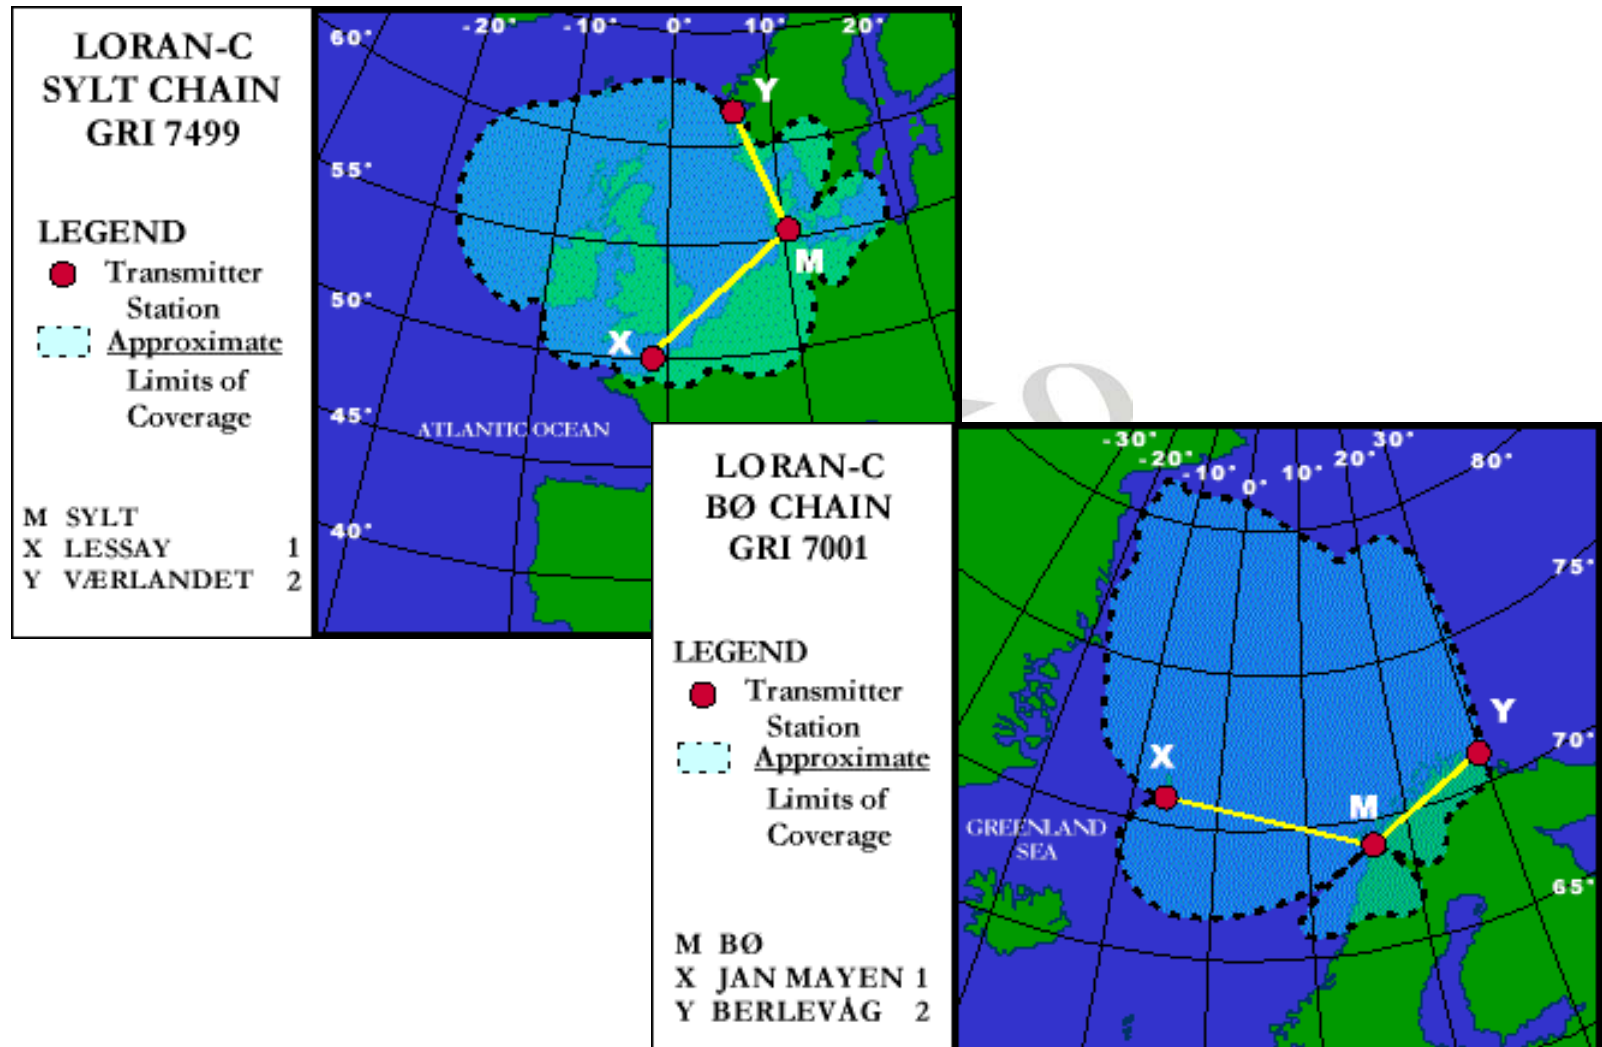 LORAN-C
SYLT CHAIN
GRI 7499
LEGEND
Transmitter
Station
Approximate
Limits of
Coverage
M SYLT
X LESSAY 1
Y VÆRLANDET 2
-20° -10° 0° 10° 20°
60°
55°
50°
45°
40°
Y
M
X
ATLANTIC OCEAN
LORAN-C
BØ CHAIN
GRI 7001
LEGEND
Transmitter
Station
Approximate
Limits of
Coverage
M BØ
X JAN MAYEN 1
Y BERLEVÅG 2
-30° -20° -10° 0° 10° 20° 30° 80°
75°
70°
65°
Y
X
M
GREENLAND
SEA